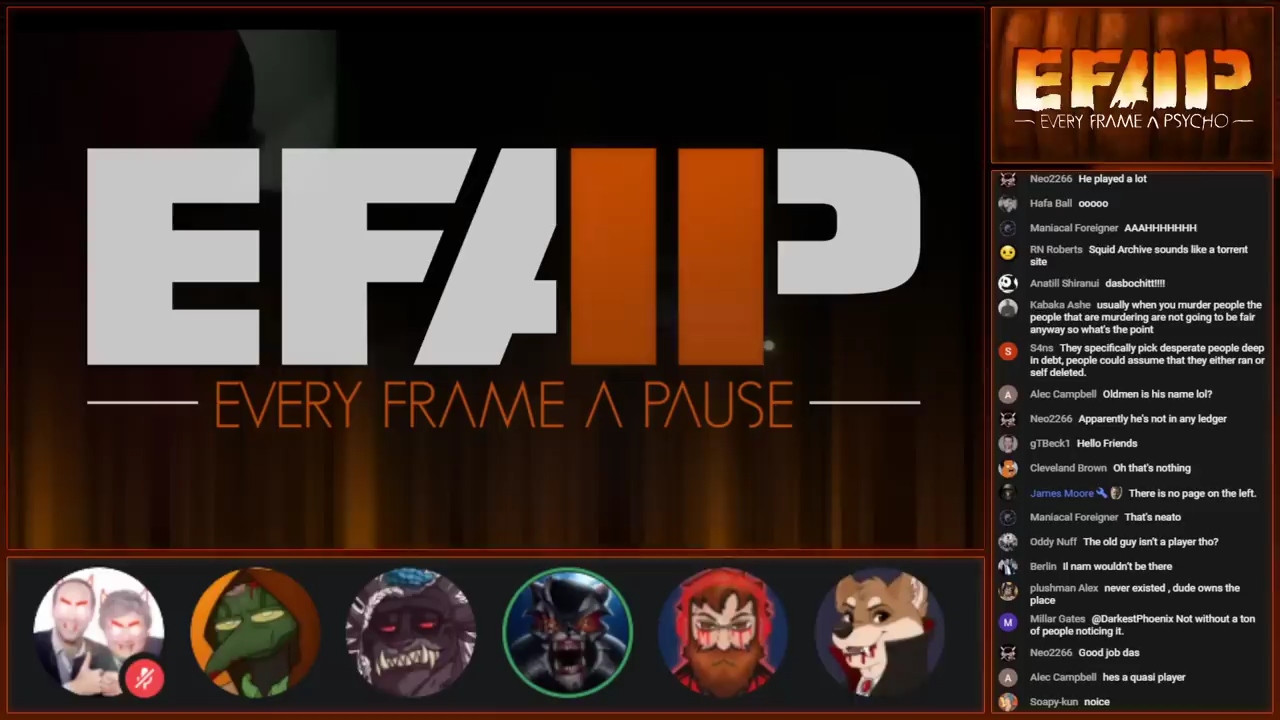 EFAP
EVERY FRAME A PAUSE
EFAP
EVERY FRAME A PSYCHO
Neo2266 He played a lot
Hafa Ball ooooo
Maniacal Foreigner AAAHHHHHHH
RN Roberts Squid Archive sounds like a torrent
site
Anatill Shiranui dasbochitt!!!!
Kabaka Ashe usually when you murder people the
people that are murdering are not going to be fair
anyway so what's the point
S
S4ns They specifically pick desperate people deep
in debt, people could assume that they either ran or
self deleted.
A
Alec Campbell Oldmen is his name lol?
Neo2266 Apparently he's not in any ledger
gTBeck1 Hello Friends
Cleveland Brown Oh that's nothing
James Moore There is no page on the left.
Maniacal Foreigner That's neato
Oddy Nuff The old guy isn't a player tho?
Berlin Il nam wouldn't be there
plushman Alex never existed , dude owns the
place
M
Millar Gates @DarkestPhoenix Not without a ton
of people noticing it.
Neo2266 Good job das
A
Alec Campbell hes a quasi player
Soapy-kun noice